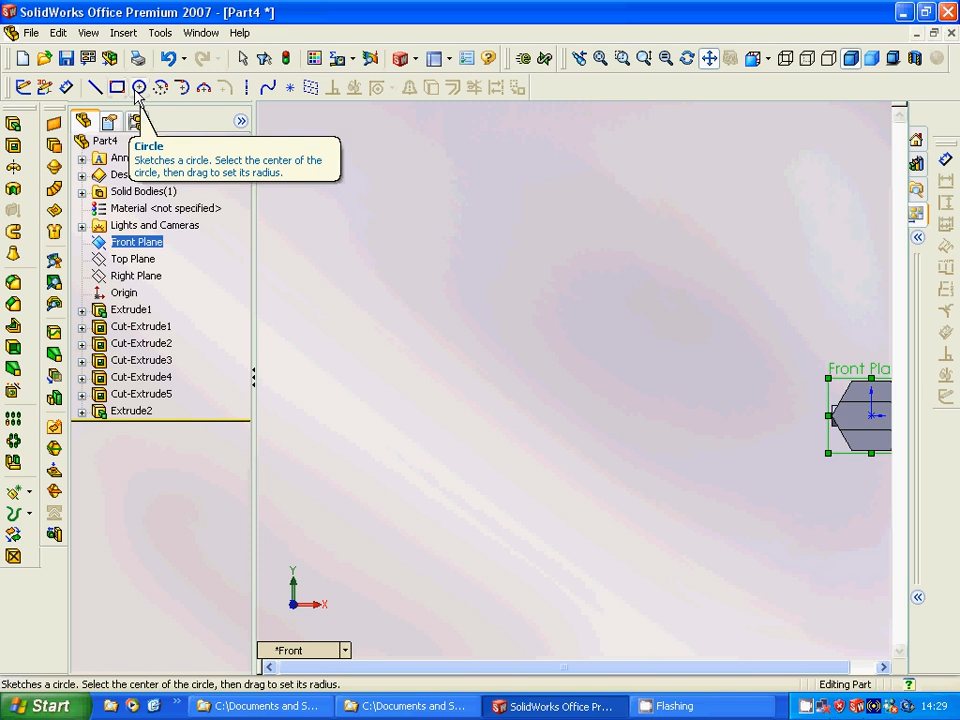 SolidWorks Office Premium 2007 - [Part4 *]
File Edit View Insert Tools Window Help
Part4
Circle
Sketches a circle. Select the center of the
circle, then drag to set its radius.
Ann
Des
Solid Bodies(1)
Material <not specified>
Lights and Cameras
Front Plane
Top Plane
Right Plane
Origin
Extrude1
Cut-Extrude1
Cut-Extrude2
Cut-Extrude3
Cut-Extrude4
Cut-Extrude5
Extrude2
Front Pla
Y
X
*Front
Sketches a circle. Select the center of the circle, then drag to set its radius.
Editing Part
Start
C:\Documents and S...
C:\Documents and S...
SolidWorks Office Pr...
Flashing
14:29